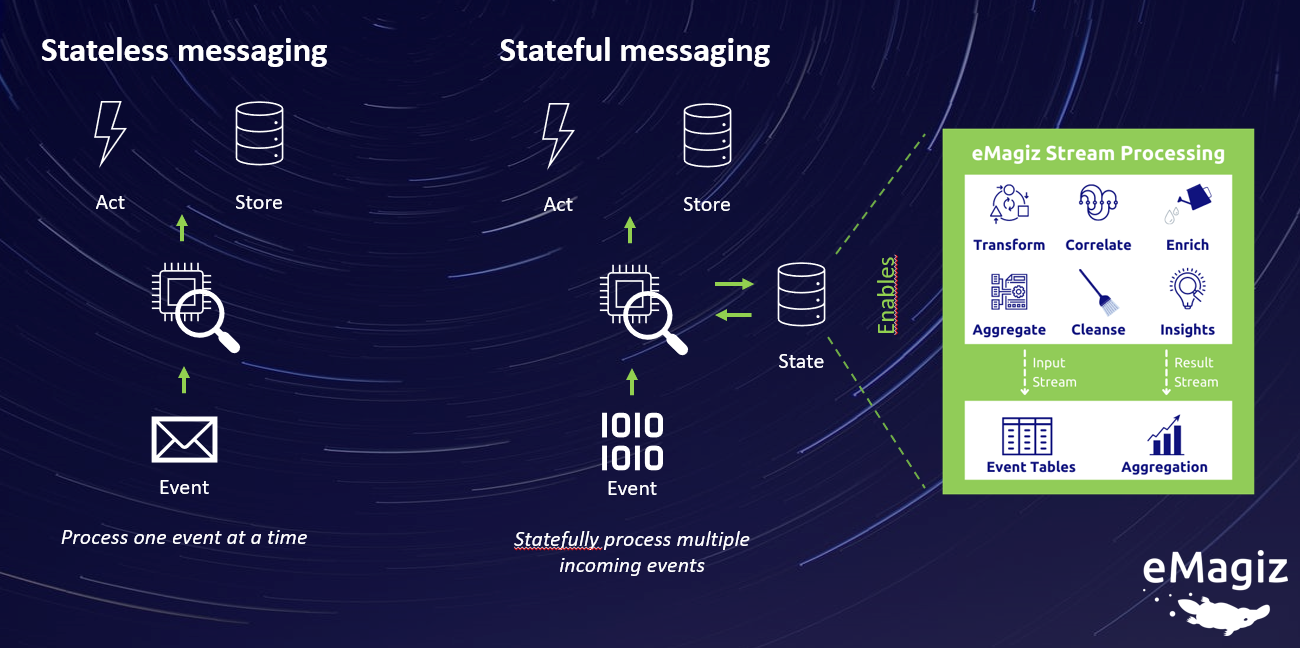 Stateless messaging
Act
Store
Event
Process one event at a time
Stateful messaging
Act
Store
State
1010
1010
Event
Statefully process multiple
incoming events
Enables
eMagiz Stream Processing
Transform
Correlate
Enrich
Aggregate
Cleanse
Insights
Input
Stream
Result
Stream
Event Tables
Aggregation
eMagiz